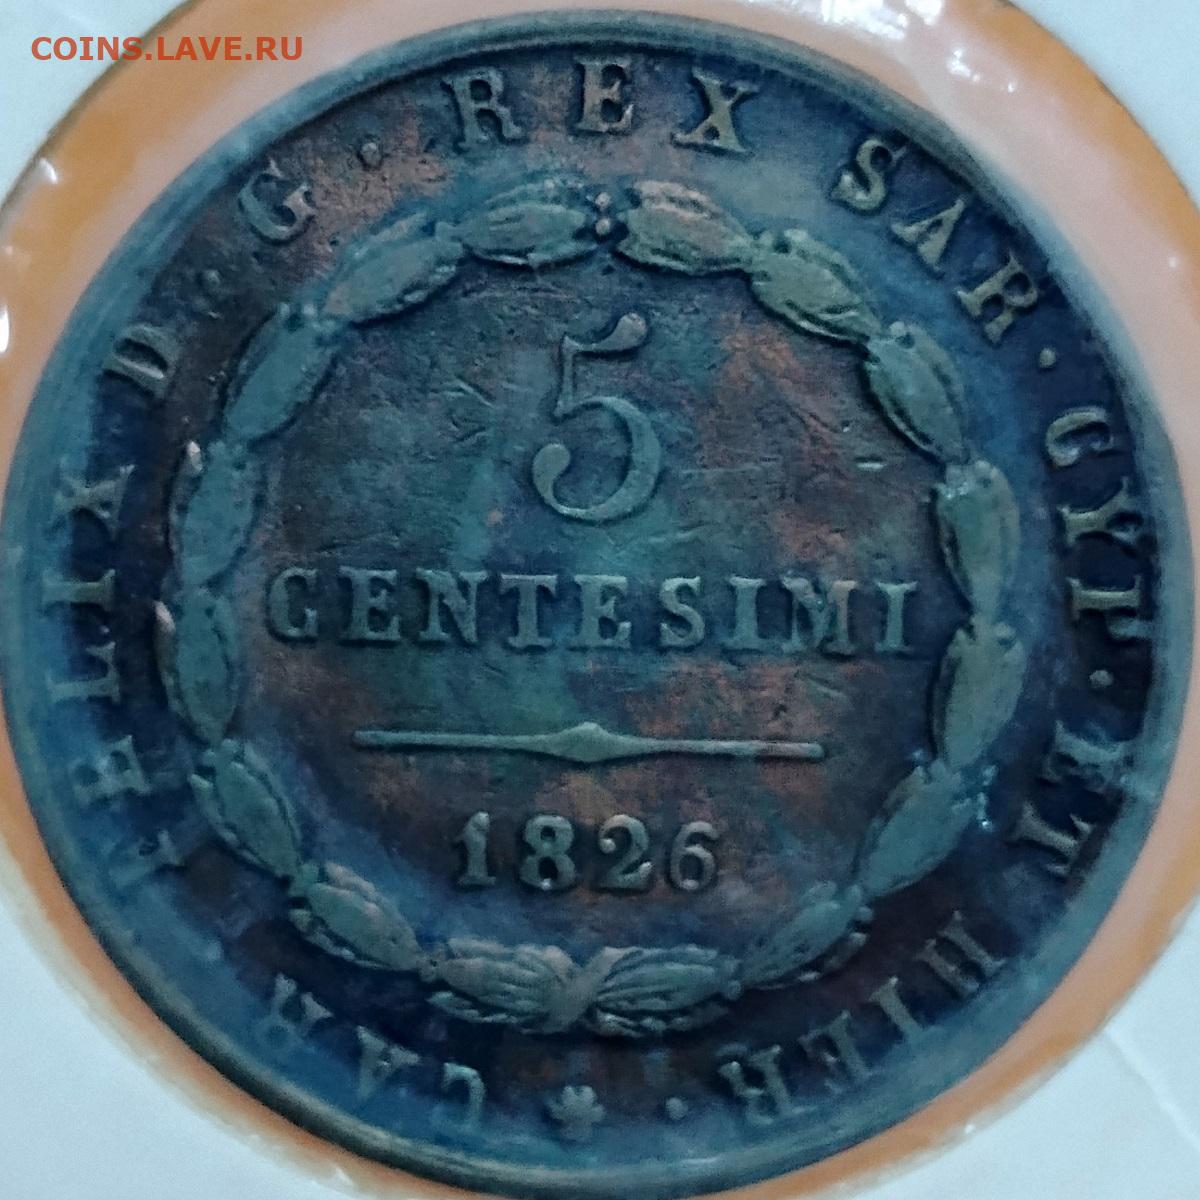 COINS.LAVE.RU
CAR FELIX D · G · REX SAR · CYP · ET HIER ·
5
CENTESIMI
1826